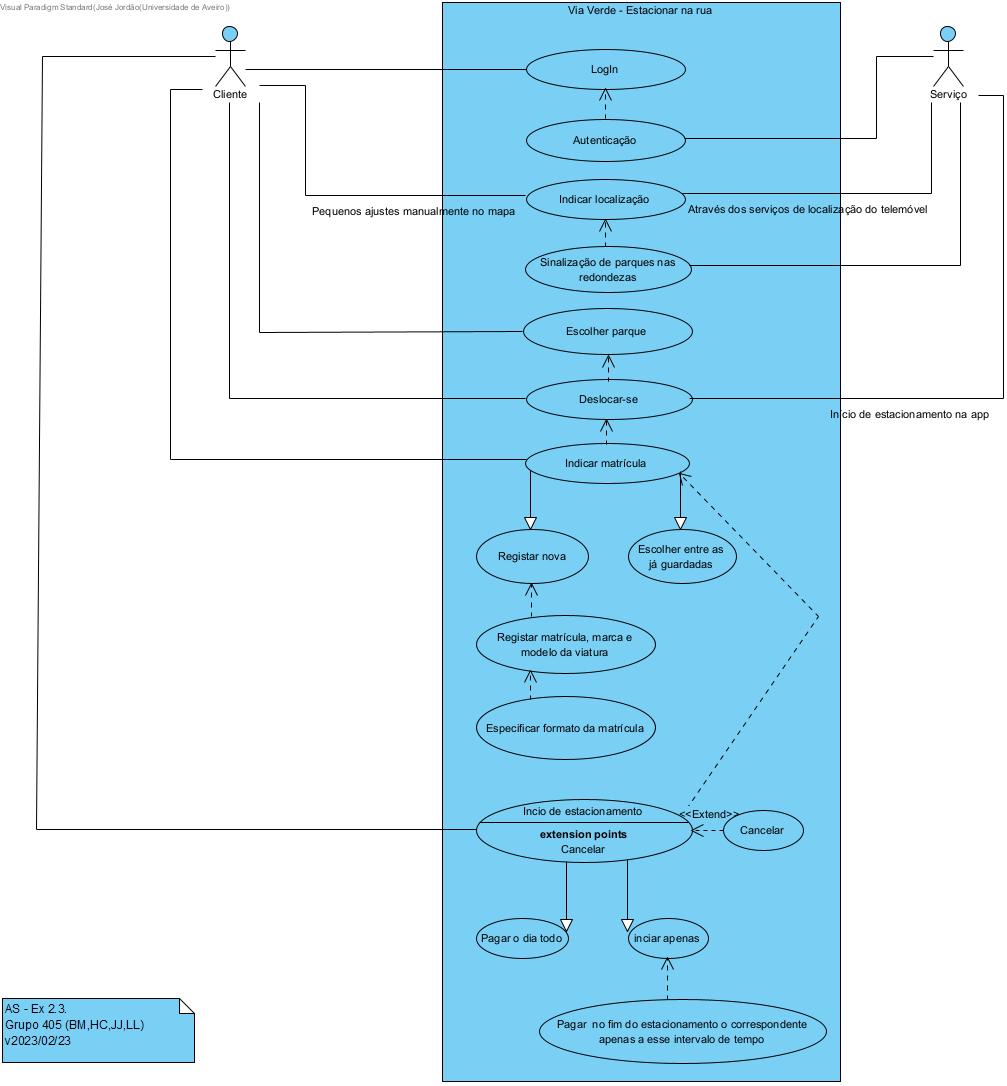 Visual Paradigm Standard(José Jordão(Universidade de Aveiro))
Via Verde - Estacionar na rua
Cliente
Serviço
LogIn
Autenticação
Indicar localização
Pequenos ajustes manualmente no mapa
Através dos serviços de localização do telemóvel
Sinalização de parques nas
redondezas
Escolher parque
Deslocar-se
Início de estacionamento na app
Indicar matrícula
Registar nova
Escolher entre as
já guardadas
Registar matrícula, marca e
modelo da viatura
Especificar formato da matrícula
Incio de estacionamento
extension points
Cancelar
<<Extend>>
Cancelar
Pagar o dia todo
inciar apenas
Pagar no fim do estacionamento o correspondente
apenas a esse intervalo de tempo
AS - Ex 2.3.
Grupo 405 (BM,HC,JJ,LL)
v2023/02/23